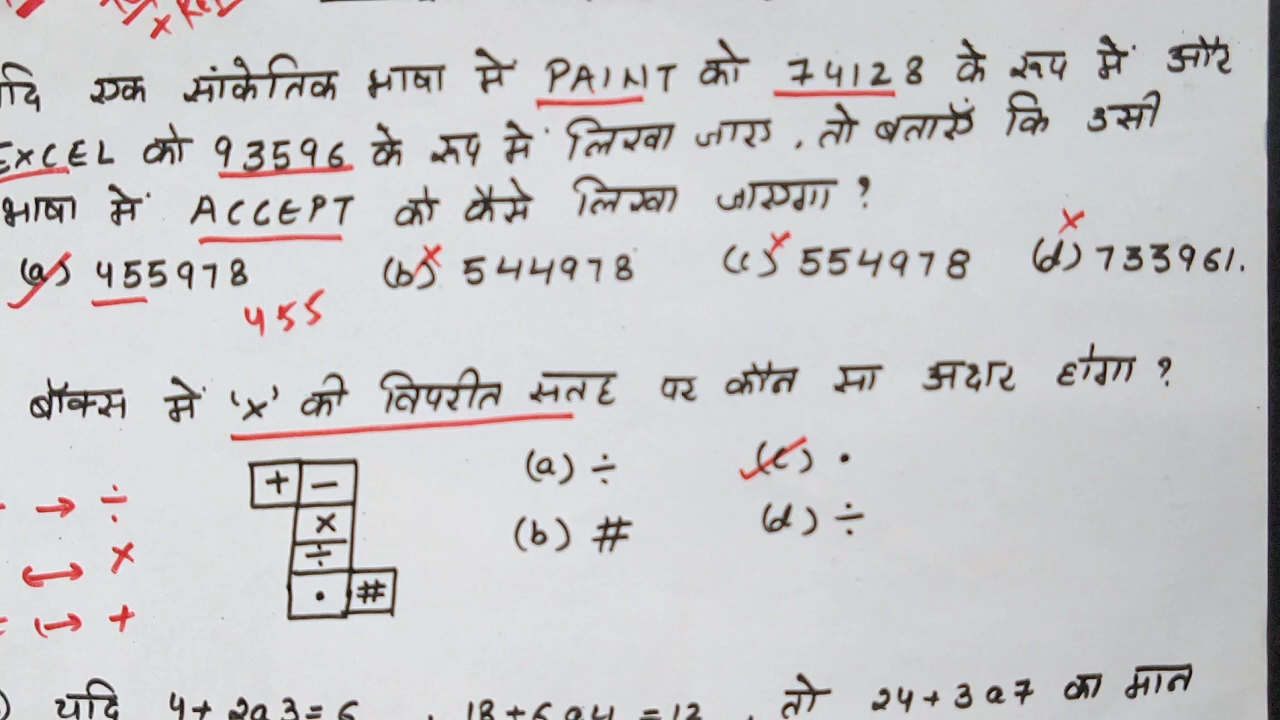 एक सांकेतिक भाषा में PAINT को 74128 के रूप में और
EXCEL को 93596 के रूप में लिखा जाए, तो बताएँ कि उसी
भाषा में ACCEPT को कैसे लिखा जाएगा ?
(a) 455978 (b) 544978 (c) 554978 (d) 733961.
455
बॉक्स में 'x' की विपरीत सतह पर कौन सा अक्षर होगा ?
+ − (a) ÷ (c) •
× (b) # (d) ÷
÷
• #
→ ÷
↔ ×
↦ +
यदि 4+2a3=6, 18+6a4=12, तो 24+3a7 का मान